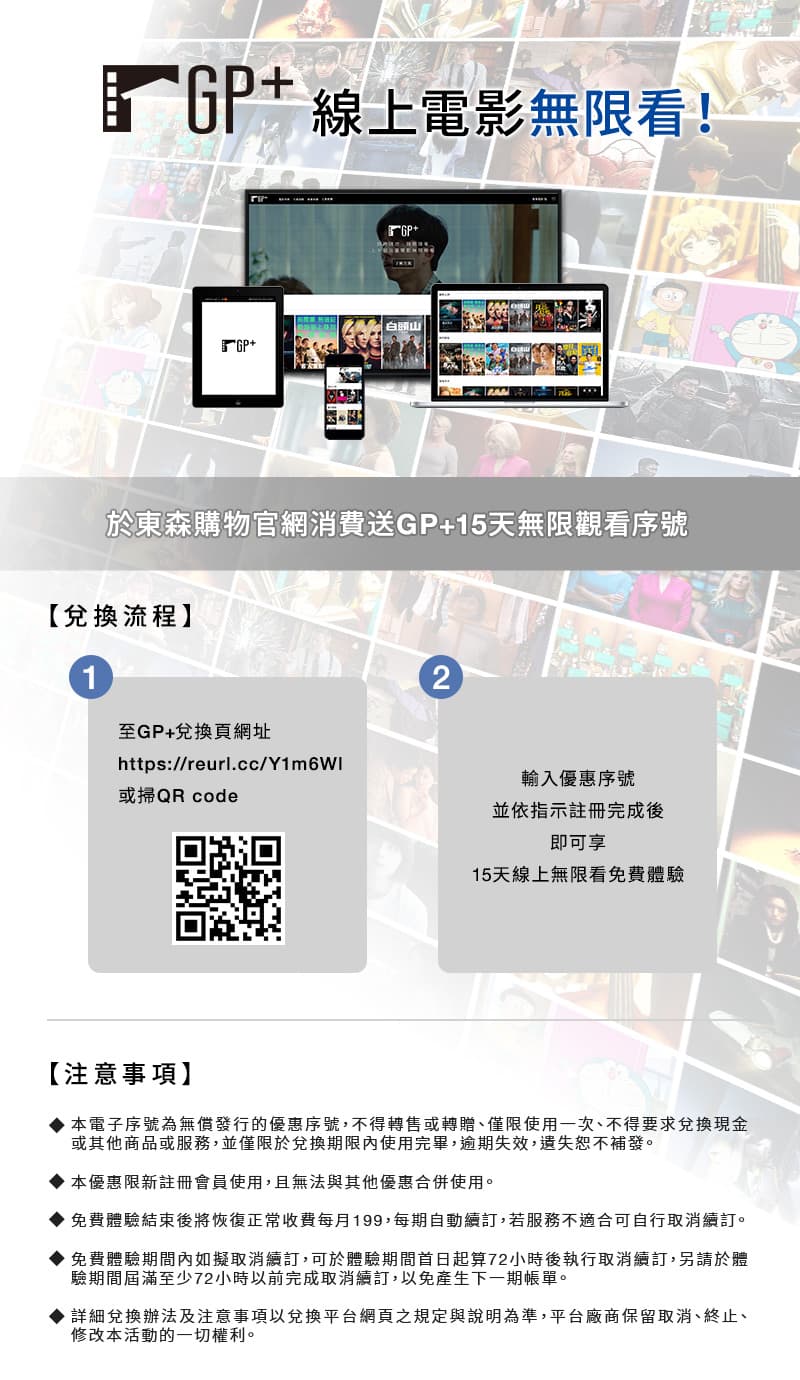 GP+ 線上電影無限看！
GP+
GP+
白頭山
白頭山
於東森購物官網消費送GP+15天無限觀看序號
【兌換流程】
1
至GP+兌換頁網址
https://reurl.cc/Y1m6Wl
或掃QR code
2
輸入優惠序號
並依指示註冊完成後
即可享
15天線上無限看免費體驗
【注意事項】
◆ 本電子序號為無償發行的優惠序號，不得轉售或轉贈、僅限使用一次、不得要求兌換現金
或其他商品或服務，並僅限於兌換期限內使用完畢，逾期失效，遺失恕不補發。
◆ 本優惠限新註冊會員使用，且無法與其他優惠合併使用。
◆ 免費體驗結束後將恢復正常收費每月199，每期自動續訂，若服務不適合可自行取消續訂。
◆ 免費體驗期間內如擬取消續訂，可於體驗期間首日起算72小時後執行取消續訂，另請於體
驗期間屆滿至少72小時以前完成取消續訂，以免產生下一期帳單。
◆ 詳細兌換辦法及注意事項以兌換平台網頁之規定與說明為準，平台廠商保留取消、終止、
修改本活動的一切權利。